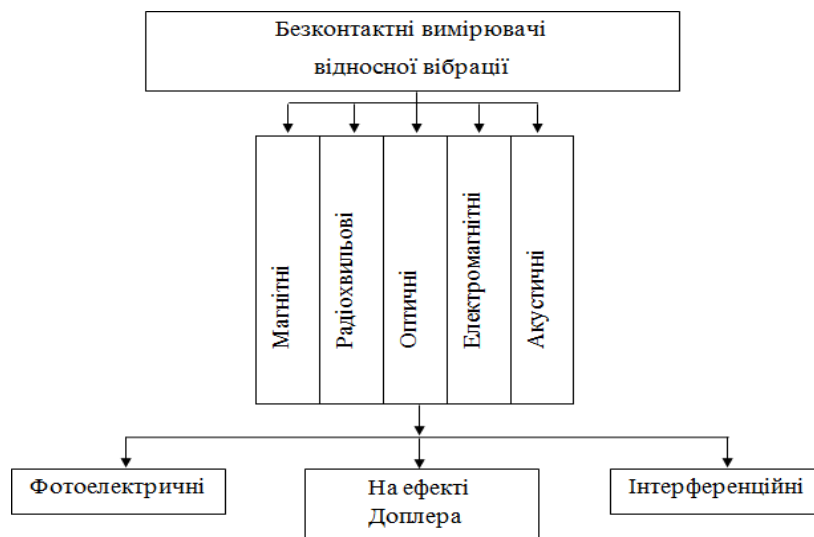 Безконтактні вимірювачі
відносної вібрації
Магнітні
Радіохвильові
Оптичні
Електромагнітні
Акустичні
Фотоелектричні
На ефекті
Доплера
Інтерференційні